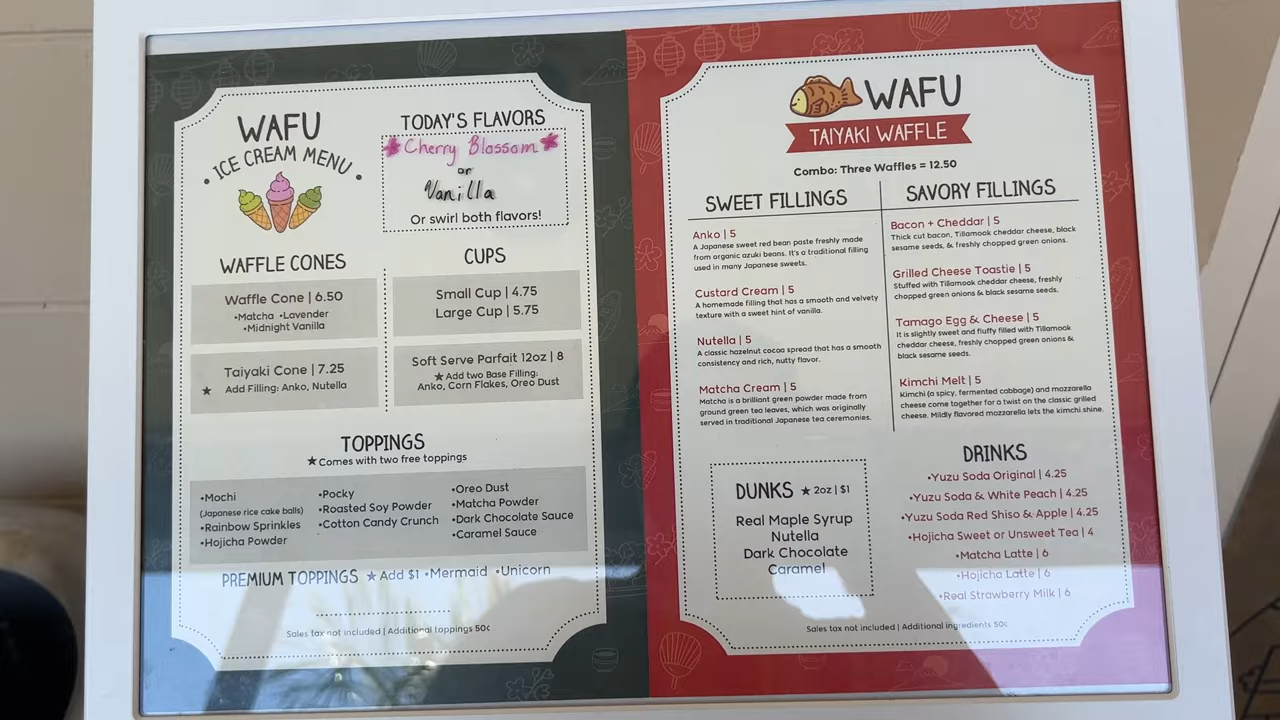 WAFU
ICE CREAM MENU
TODAY'S FLAVORS
Cherry Blossom
or
Vanilla
Or swirl both flavors!
WAFFLE CONES
Waffle Cone | 6.50
•Matcha •Lavender
•Midnight Vanilla
Taiyaki Cone | 7.25
★ Add Filling: Anko, Nutella
CUPS
Small Cup | 4.75
Large Cup | 5.75
Soft Serve Parfait 12oz | 8
★ Add two Base Filling:
Anko, Corn Flakes, Oreo Dust
TOPPINGS
★Comes with two free toppings
•Mochi
(Japanese rice cake balls)
•Rainbow Sprinkles
•Hojicha Powder
•Pocky
•Roasted Soy Powder
•Cotton Candy Crunch
•Oreo Dust
•Matcha Powder
•Dark Chocolate Sauce
•Caramel Sauce
PREMIUM TOPPINGS ★Add $1 •Mermaid •Unicorn
Sales tax not included | Additional toppings 50¢
WAFU
TAIYAKI WAFFLE
Combo: Three Waffles = 12.50
SWEET FILLINGS
Anko | 5
A Japanese sweet red bean paste freshly made
from organic azuki beans. It's a traditional filling
used in many Japanese sweets.
Custard Cream | 5
A homemade filling that has a smooth and velvety
texture with a sweet hint of vanilla.
Nutella | 5
A classic hazelnut cocoa spread that has a smooth
consistency and rich, nutty flavor.
Matcha Cream | 5
Matcha is a brilliant green powder made from
ground green tea leaves, which was originally
served in traditional Japanese tea ceremonies.
SAVORY FILLINGS
Bacon + Cheddar | 5
Thick cut bacon, Tillamook cheddar cheese, black
sesame seeds, & freshly chopped green onions.
Grilled Cheese Toastie | 5
Stuffed with Tillamook cheddar cheese, freshly
chopped green onions & black sesame seeds.
Tamago Egg & Cheese | 5
It is slightly sweet and fluffy filled with Tillamook
cheddar cheese, freshly chopped green onions &
black sesame seeds.
Kimchi Melt | 5
Kimchi (a spicy, fermented cabbage) and mozzarella
cheese come together for a twist on the classic grilled
cheese. Mildly flavored mozzarella lets the kimchi shine.
DUNKS ★ 2oz | $1
Real Maple Syrup
Nutella
Dark Chocolate
Caramel
DRINKS
•Yuzu Soda Original | 4.25
•Yuzu Soda & White Peach | 4.25
•Yuzu Soda Red Shiso & Apple | 4.25
•Hojicha Sweet or Unsweet Tea | 4
•Matcha Latte | 6
•Hojicha Latte | 6
•Real Strawberry Milk | 6
Sales tax not included | Additional ingredients 50¢